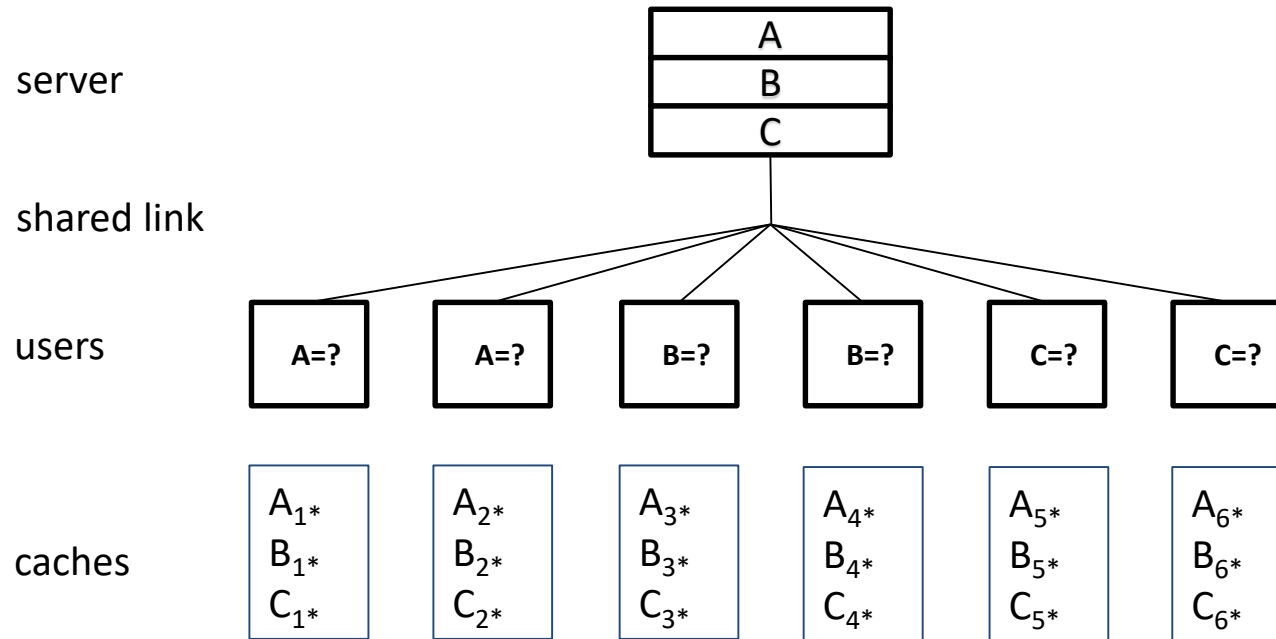 A
server
B
C
shared link
users
A=?
A=?
B=?
B=?
C=?
C=?
caches
A1*
B1*
C1*
A2*
B2*
C2*
A3*
B3*
C3*
A4*
B4*
C4*
A5*
B5*
C5*
A6*
B6*
C6*